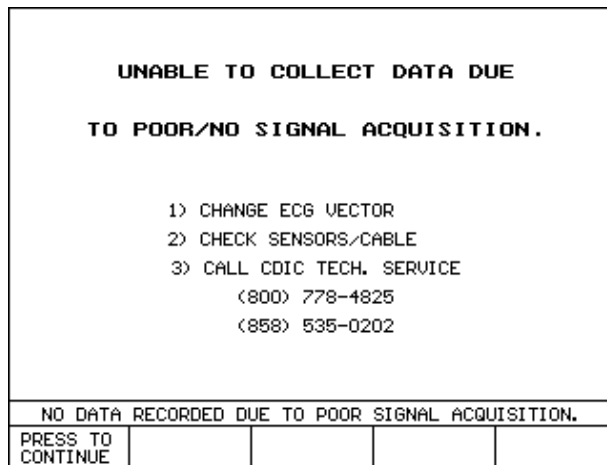 UNABLE TO COLLECT DATA DUE
TO POOR/NO SIGNAL ACQUISITION.
1) CHANGE ECG VECTOR
2) CHECK SENSORS/CABLE
3) CALL CDIC TECH. SERVICE
(800) 778-4825
(858) 535-0202
NO DATA RECORDED DUE TO POOR SIGNAL ACQUISITION.
PRESS TO
CONTINUE